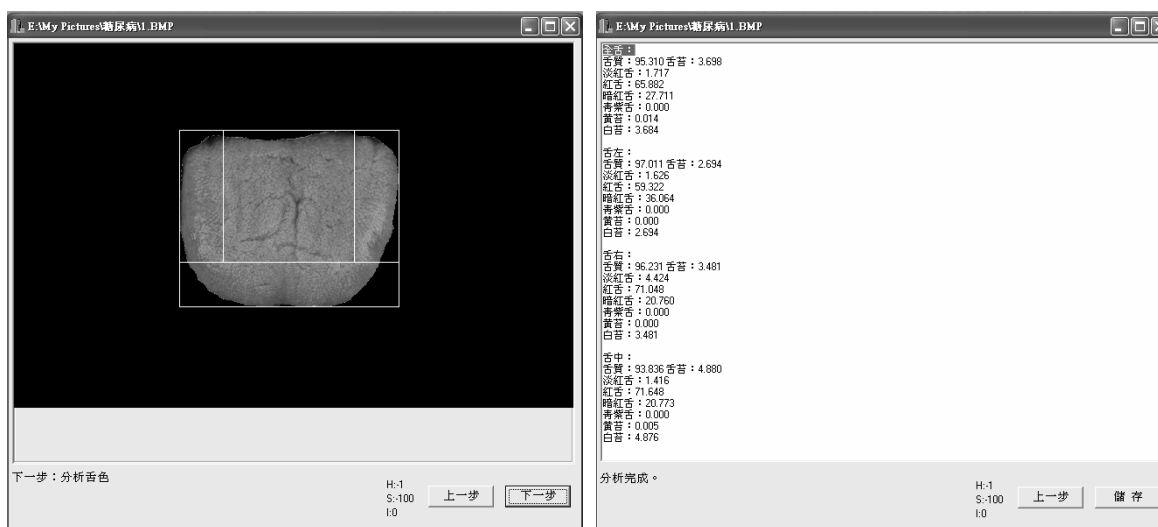 E:\My Pictures\糖尿病\1.BMP
下一步：分析舌色
H:-1
S:-100
I:0
上一步
下一步
E:\My Pictures\糖尿病\1.BMP
全舌：
舌質：95.310 舌苔：3.698
淡紅舌：1.717
紅舌：65.882
暗紅舌：27.711
青紫舌：0.000
黃苔：0.014
白苔：3.684
舌左：
舌質：97.011 舌苔：2.694
淡紅舌：1.626
紅舌：59.322
暗紅舌：36.064
青紫舌：0.000
黃苔：0.000
白苔：2.694
舌右：
舌質：96.231 舌苔：3.481
淡紅舌：4.424
紅舌：71.048
暗紅舌：20.760
青紫舌：0.000
黃苔：0.000
白苔：3.481
舌中：
舌質：93.836 舌苔：4.880
淡紅舌：1.416
紅舌：71.648
暗紅舌：20.773
青紫舌：0.000
黃苔：0.005
白苔：4.876
分析完成。
H:-1
S:-100
I:0
上一步
儲 存